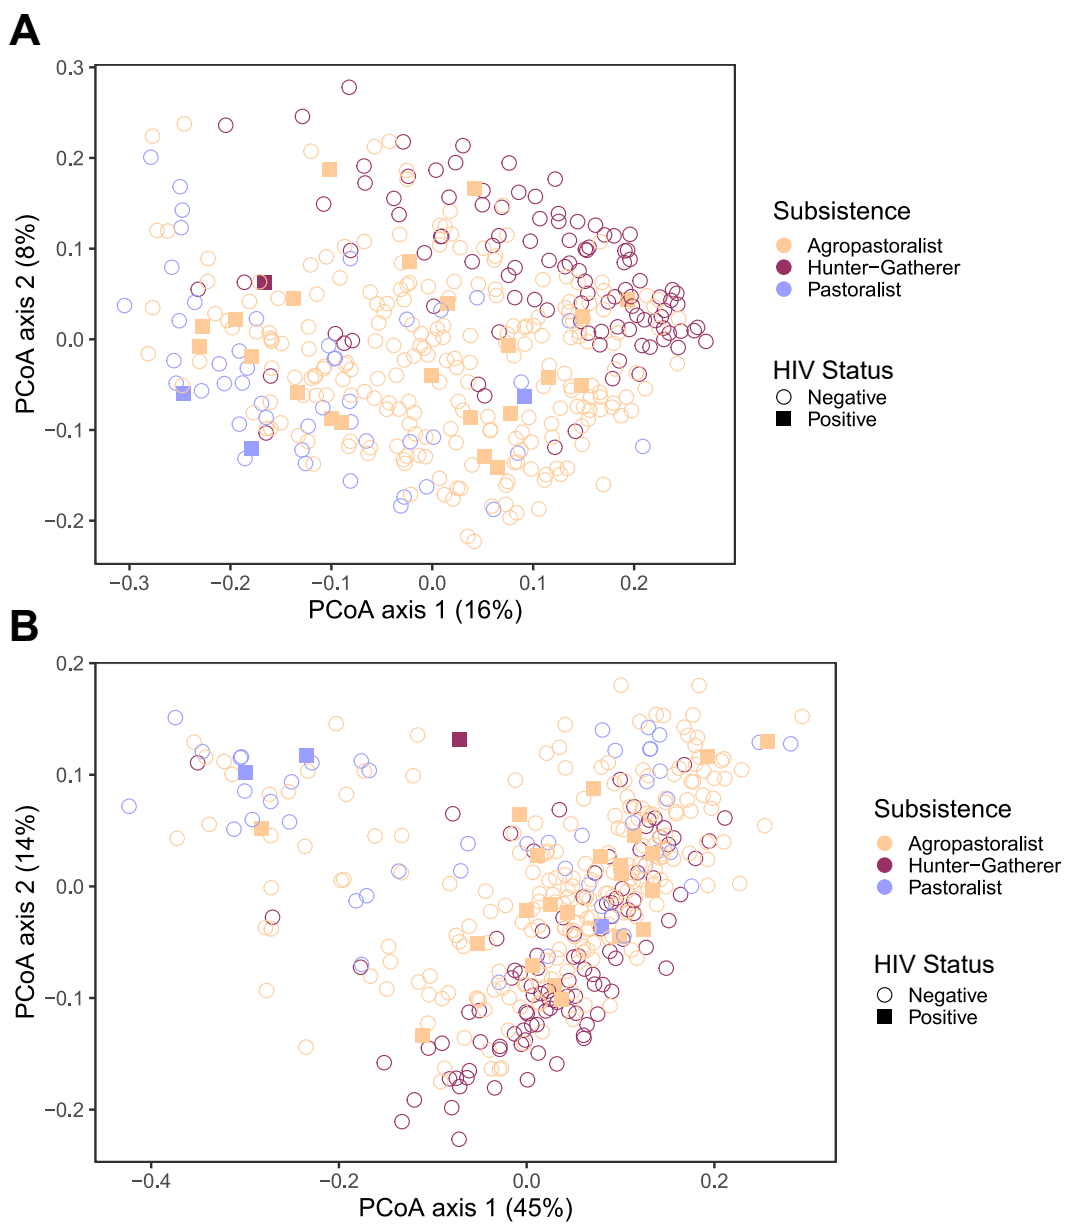 A
0.3
0.2
0.1
0.0
−0.1
−0.2
PCoA axis 2 (8%)
−0.3
−0.2
−0.1
0.0
0.1
0.2
PCoA axis 1 (16%)
Subsistence
Agropastoralist
Hunter−Gatherer
Pastoralist
HIV Status
Negative
Positive
B
0.2
0.1
0.0
−0.1
−0.2
PCoA axis 2 (14%)
−0.4
−0.2
0.0
0.2
PCoA axis 1 (45%)
Subsistence
Agropastoralist
Hunter−Gatherer
Pastoralist
HIV Status
Negative
Positive